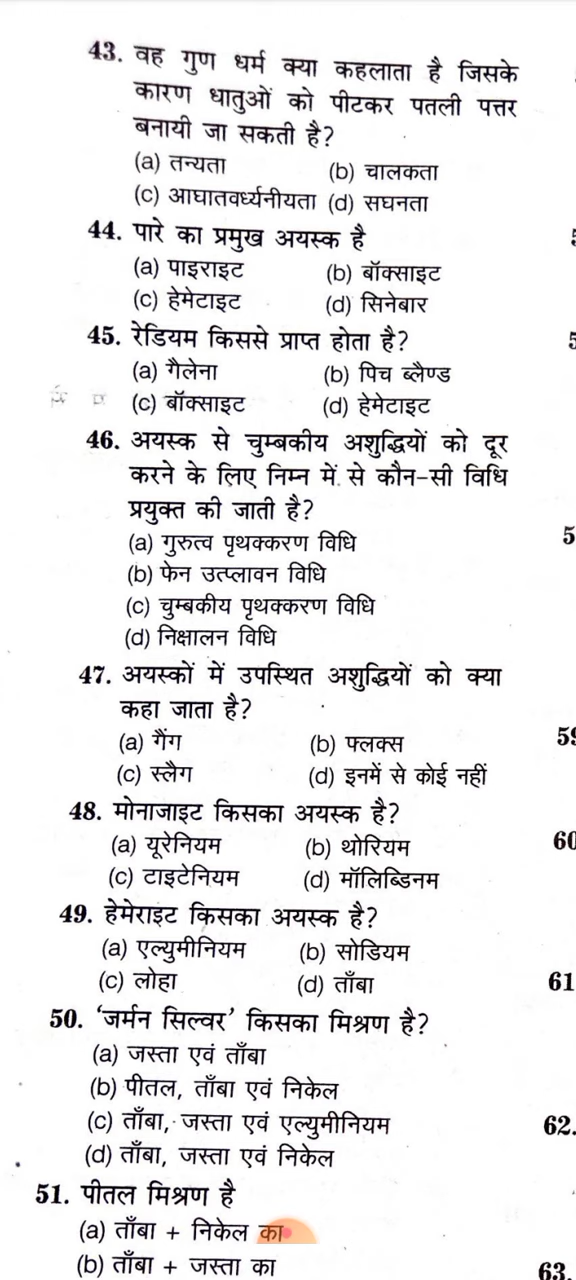 43. वह गुण धर्म क्या कहलाता है जिसके
कारण धातुओं को पीटकर पतली पत्तर
बनायी जा सकती है?
(a) तन्यता (b) चालकता
(c) आघातवर्ध्यनीयता (d) सघनता
44. पारे का प्रमुख अयस्क है
(a) पाइराइट (b) बॉक्साइट
(c) हेमेटाइट (d) सिनेबार
45. रेडियम किससे प्राप्त होता है?
(a) गैलेना (b) पिच ब्लैण्ड
(c) बॉक्साइट (d) हेमेटाइट
46. अयस्क से चुम्बकीय अशुद्धियों को दूर
करने के लिए निम्न में से कौन-सी विधि
प्रयुक्त की जाती है?
(a) गुरुत्व पृथक्करण विधि
(b) फेन उत्प्लावन विधि
(c) चुम्बकीय पृथक्करण विधि
(d) निक्षालन विधि
47. अयस्कों में उपस्थित अशुद्धियों को क्या
कहा जाता है?
(a) गैंग (b) फ्लक्स
(c) स्लैग (d) इनमें से कोई नहीं
48. मोनाजाइट किसका अयस्क है?
(a) यूरेनियम (b) थोरियम
(c) टाइटेनियम (d) मॉलिब्डिनम
49. हेमेराइट किसका अयस्क है?
(a) एल्युमीनियम (b) सोडियम
(c) लोहा (d) ताँबा
50. 'जर्मन सिल्वर' किसका मिश्रण है?
(a) जस्ता एवं ताँबा
(b) पीतल, ताँबा एवं निकेल
(c) ताँबा, जस्ता एवं एल्युमीनियम
(d) ताँबा, जस्ता एवं निकेल
51. पीतल मिश्रण है
(a) ताँबा + निकेल का
(b) ताँबा + जस्ता का
60
61
62.
63.